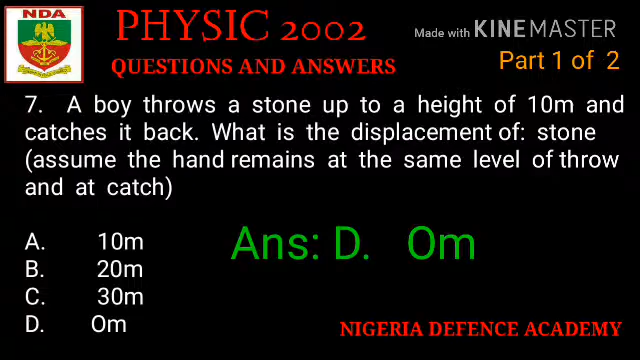 NDA
PHYSIC 2002
Made with KINEMASTER
QUESTIONS AND ANSWERS
Part 1 of 2
7. A boy throws a stone up to a height of 10m and
catches it back. What is the displacement of: stone
(assume the hand remains at the same level of throw
and at catch)
A. 10m
B. 20m
C. 30m
D. Om
Ans: D. Om
NIGERIA DEFENCE ACADEMY